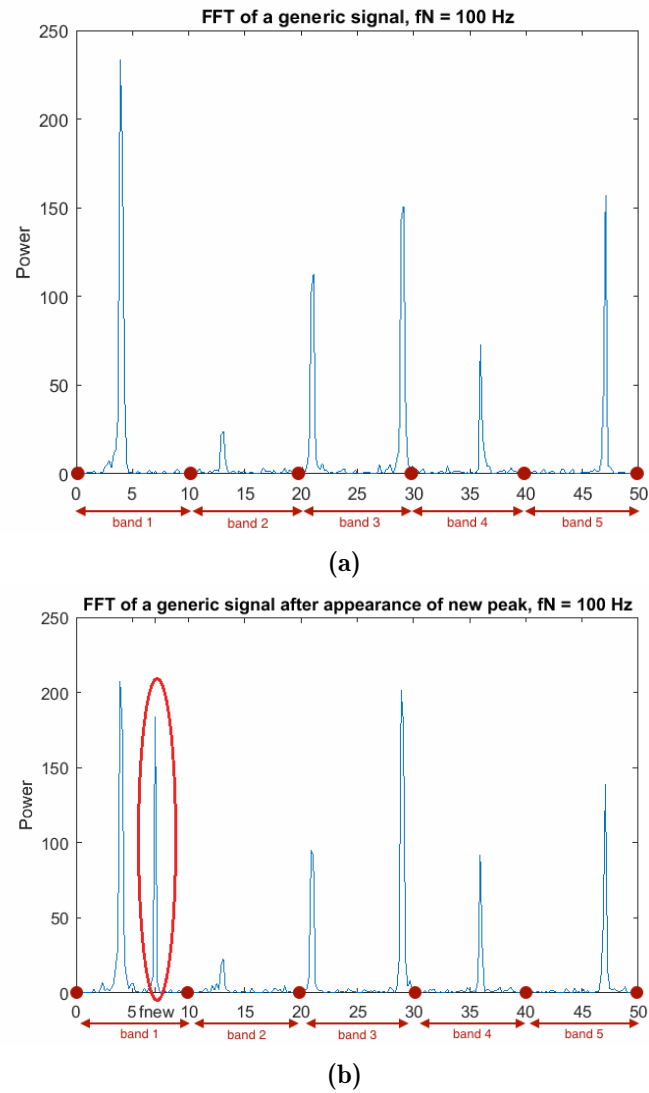 FFT of a generic signal, fN = 100 Hz
250
200
150
100
50
0
Power
0 5 10 15 20 25 30 35 40 45 50
band 1 band 2 band 3 band 4 band 5
(a)
FFT of a generic signal after appearance of new peak, fN = 100 Hz
250
200
150
100
50
0
Power
0 5 fnew 10 15 20 25 30 35 40 45 50
band 1 band 2 band 3 band 4 band 5
(b)